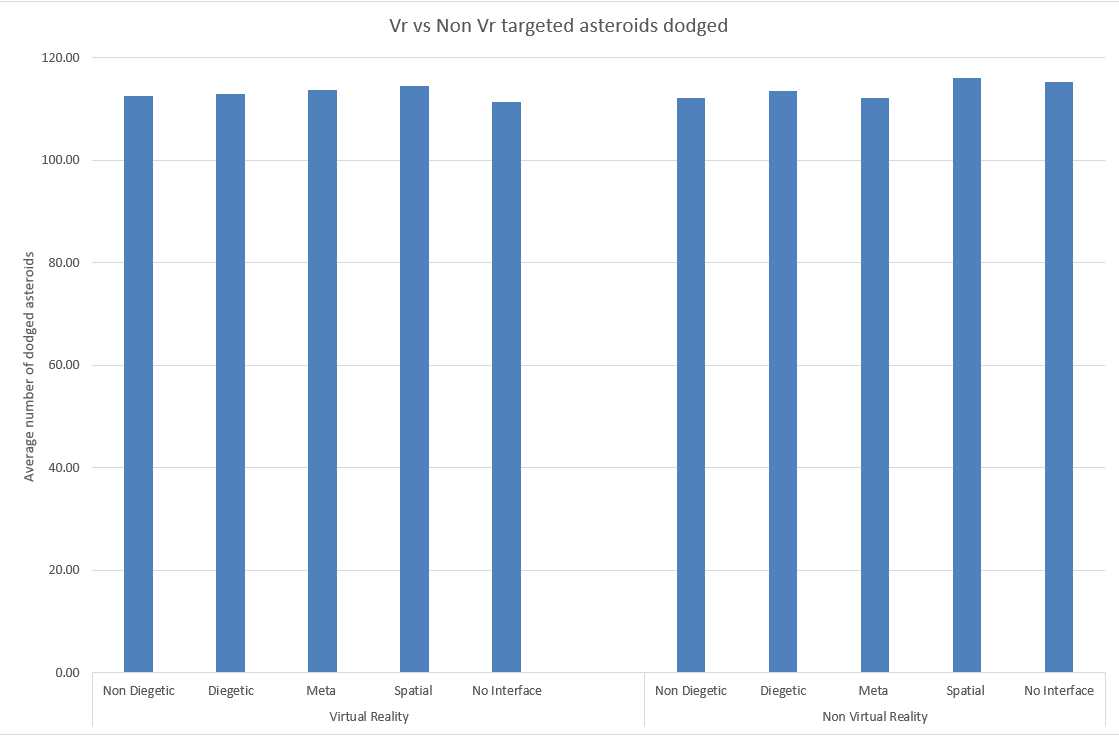 Vr vs Non Vr targeted asteroids dodged
120.00
100.00
80.00
60.00
40.00
20.00
0.00
Average number of dodged asteroids
Non Diegetic Diegetic Meta Spatial No Interface Non Diegetic Diegetic Meta Spatial No Interface
Virtual Reality Non Virtual Reality